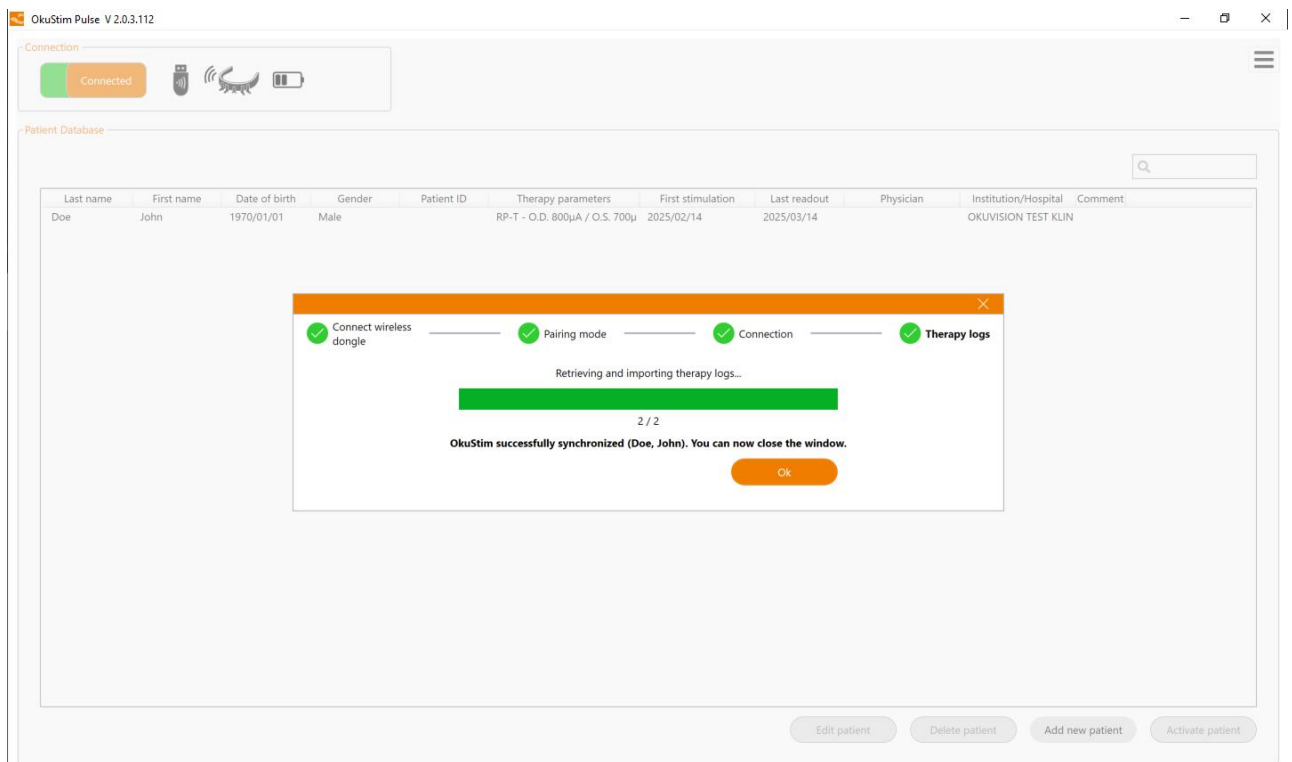 OkuStim Pulse V 2.0.3.112
Connection
Connected
Patient Database
Last name First name Date of birth Gender Patient ID Therapy parameters First stimulation Last readout Physician Institution/Hospital Comment
Doe John 1970/01/01 Male RP-T - O.D. 800µA / O.S. 700µ 2025/02/14 2025/03/14 OKUVISION TEST KLIN
Connect wireless
dongle
Pairing mode
Connection
Therapy logs
Retrieving and importing therapy logs...
2 / 2
OkuStim successfully synchronized (Doe, John). You can now close the window.
Ok
Edit patient Delete patient Add new patient Activate patient